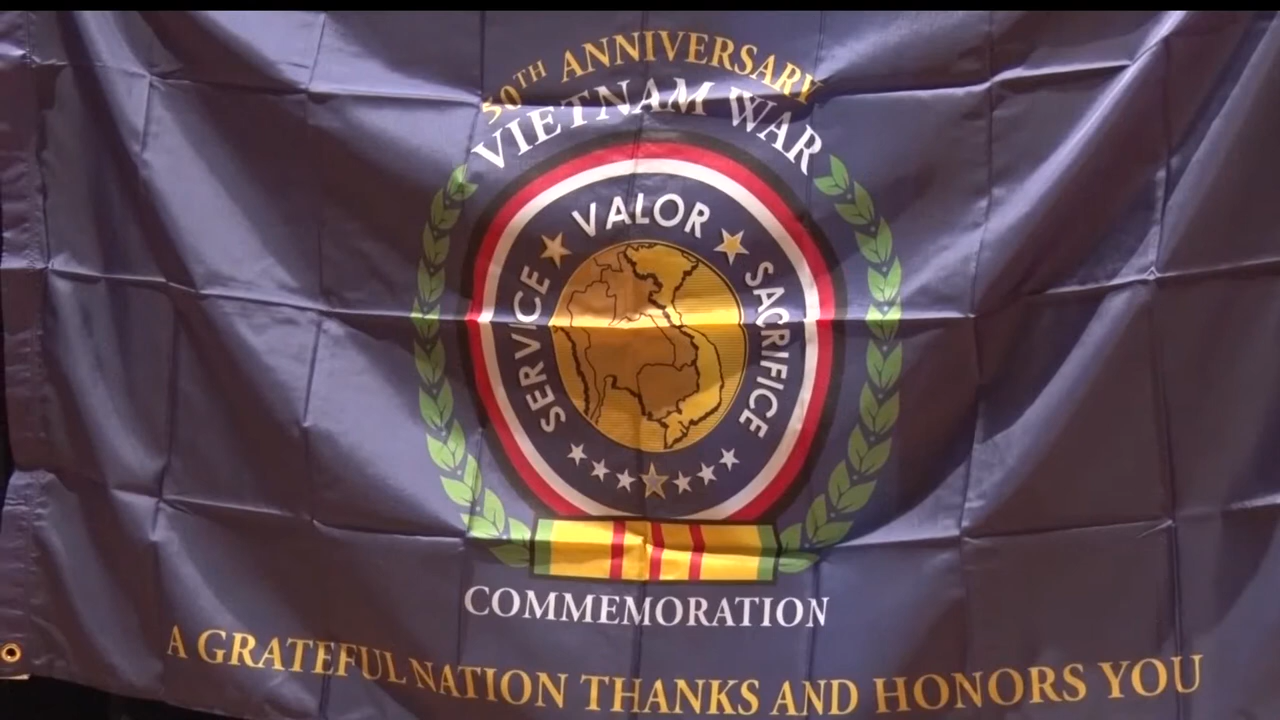 50TH ANNIVERSARY
VIETNAM WAR
SERVICE ★ VALOR ★ SACRIFICE
COMMEMORATION
A GRATEFUL NATION THANKS AND HONORS YOU